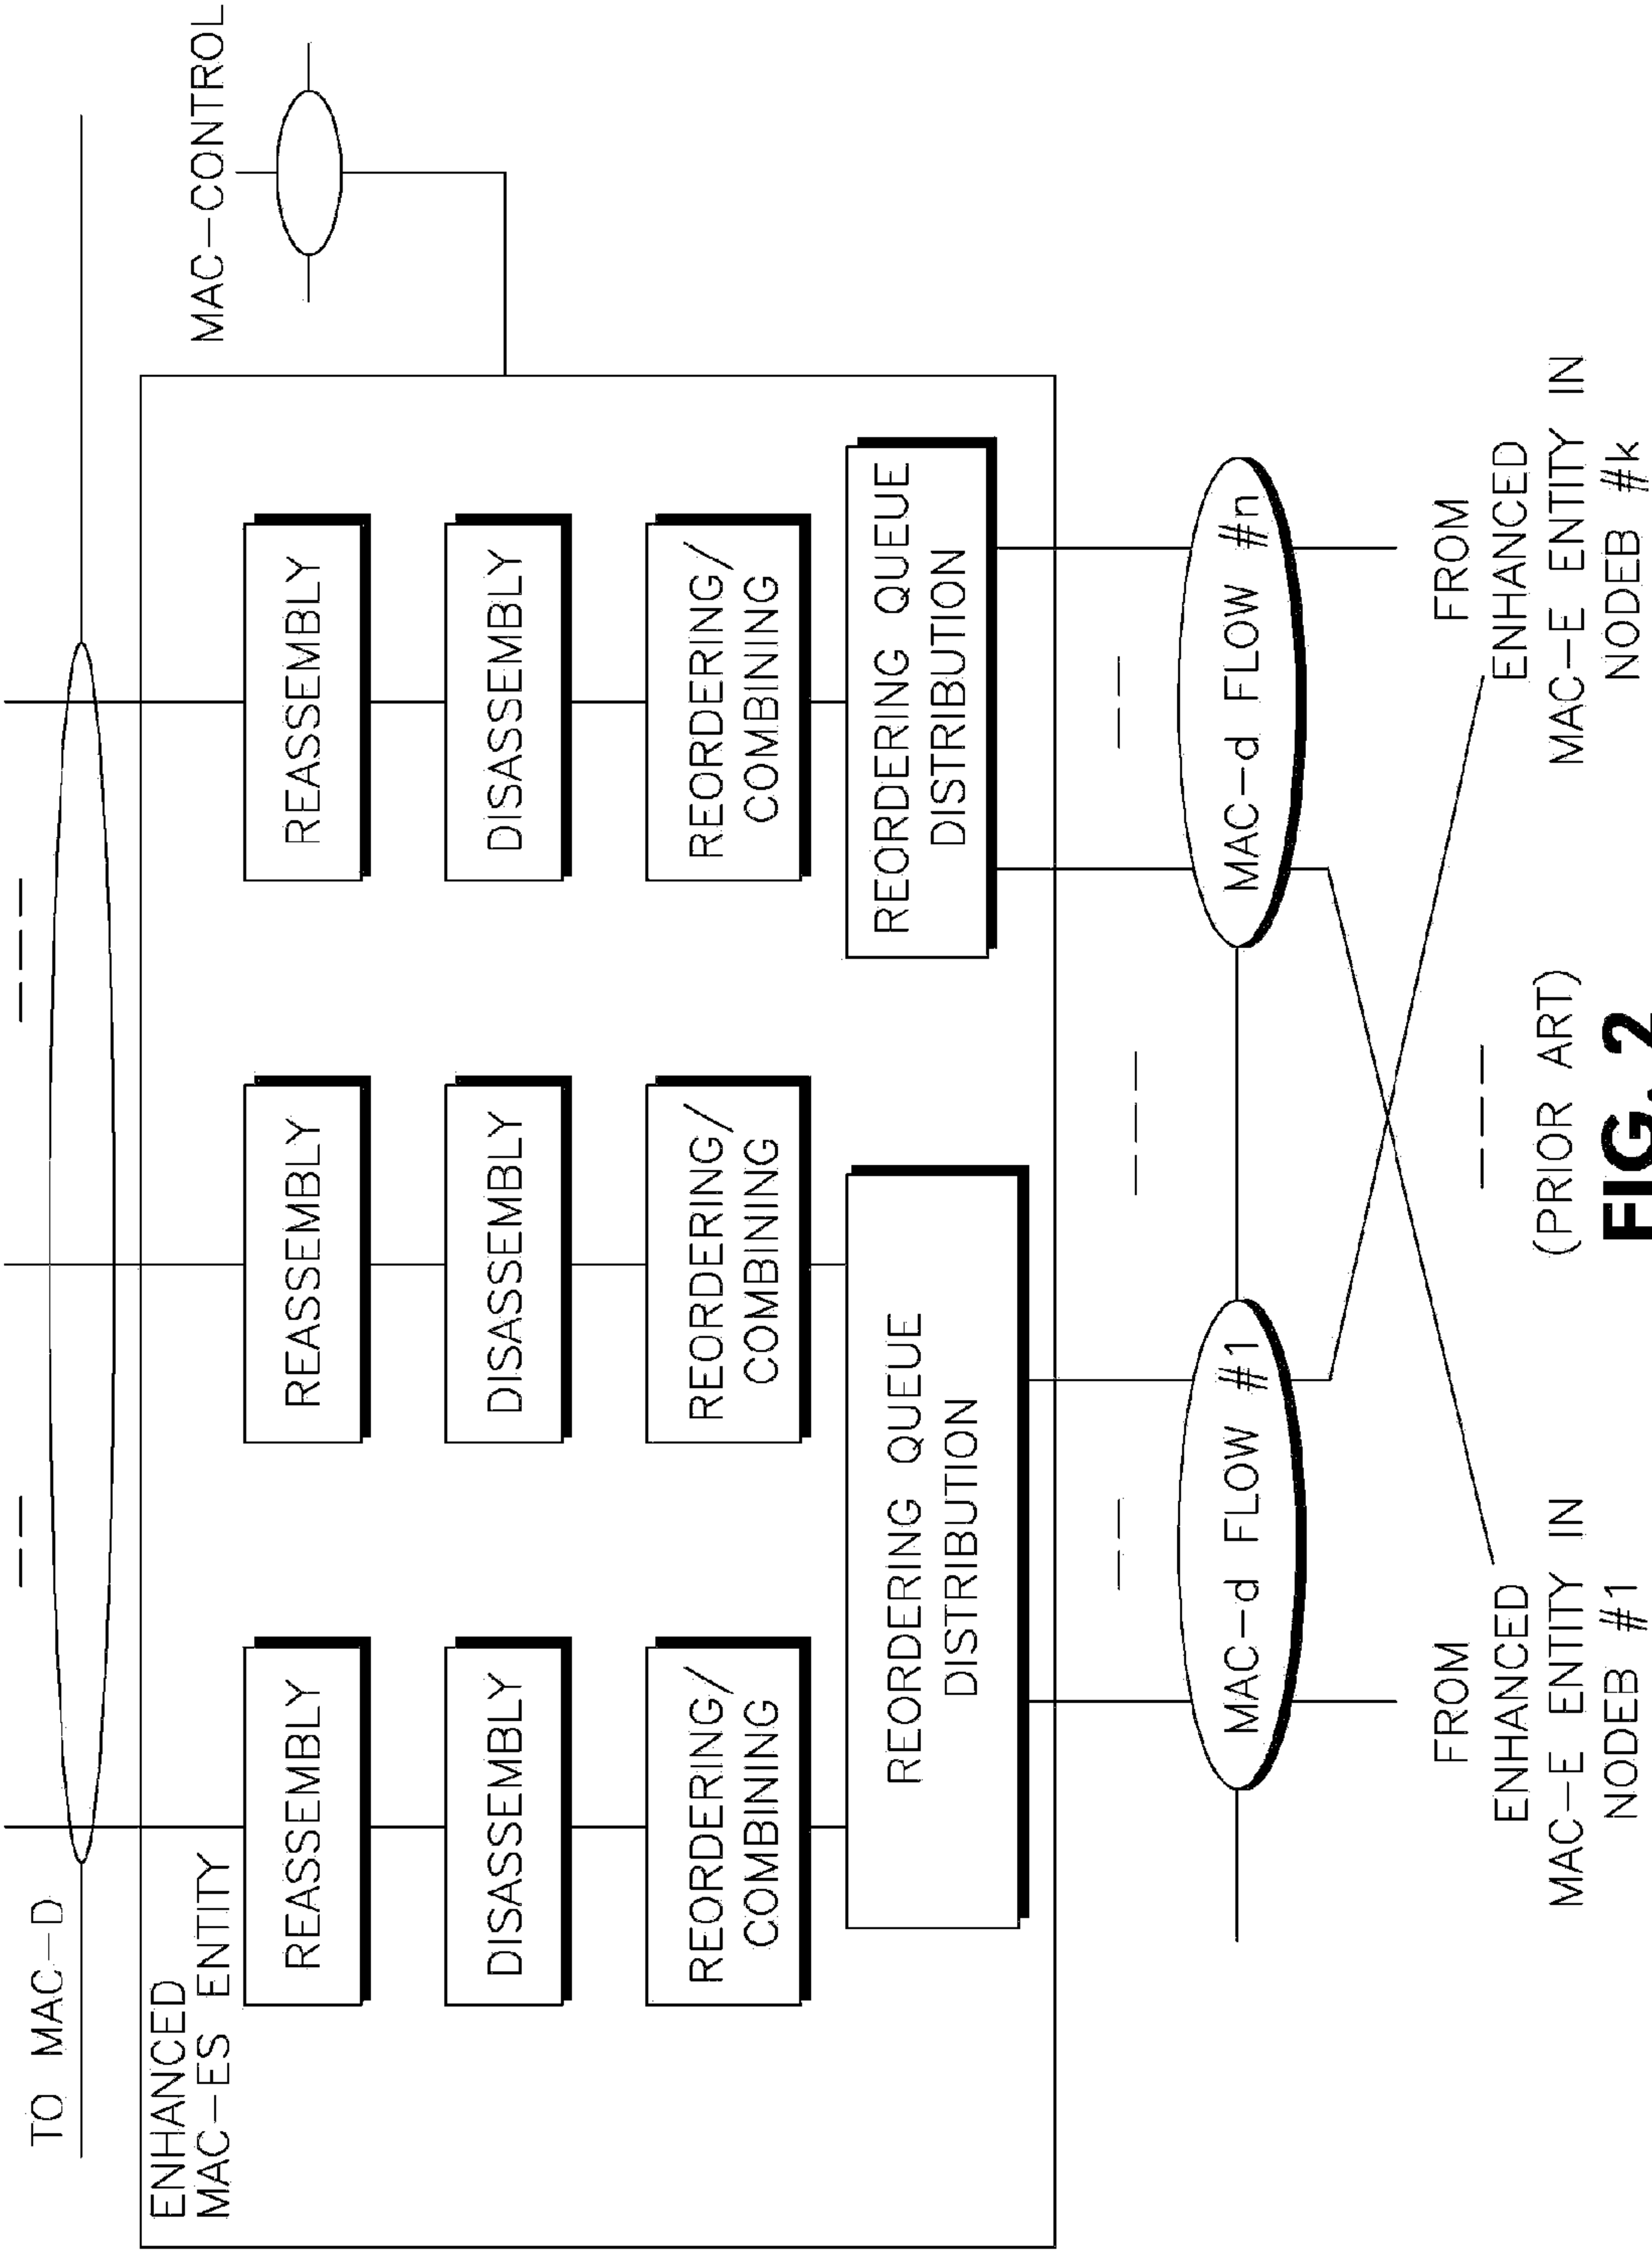 TO MAC-D
MAC-CONTROL
ENHANCED
MAC-ES ENTITY
REASSEMBLY
REASSEMBLY
REASSEMBLY
DISASSEMBLY
DISASSEMBLY
DISASSEMBLY
REORDERING/
COMBINING
REORDERING/
COMBINING
REORDERING/
COMBINING
REORDERING QUEUE
DISTRIBUTION
REORDERING QUEUE
DISTRIBUTION
MAC-d FLOW #1
MAC-d FLOW #n
FROM
ENHANCED
MAC-E ENTITY IN
NODEB #1
FROM
ENHANCED
MAC-E ENTITY IN
NODEB #k
(PRIOR ART)
FIG. 2